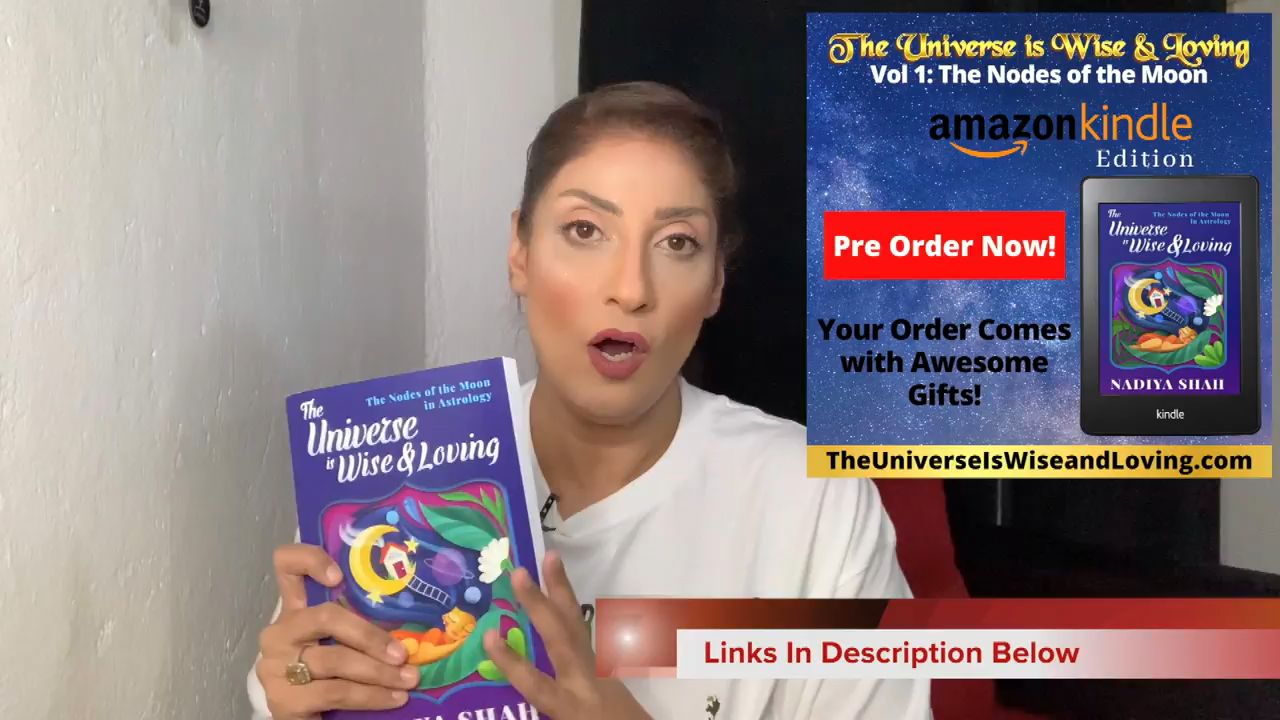 The Universe is Wise & Loving
Vol 1: The Nodes of the Moon
amazonkindle
Edition
Pre Order Now!
Your Order Comes
with Awesome
Gifts!
The Nodes of the Moon
in Astrology
The
Universe
is Wise & Loving
NADIYA SHAH
kindle
TheUniverseIsWiseandLoving.com
The Nodes of the Moon
in Astrology
The
Universe
is Wise & Loving
YA SHAH
Links In Description Below